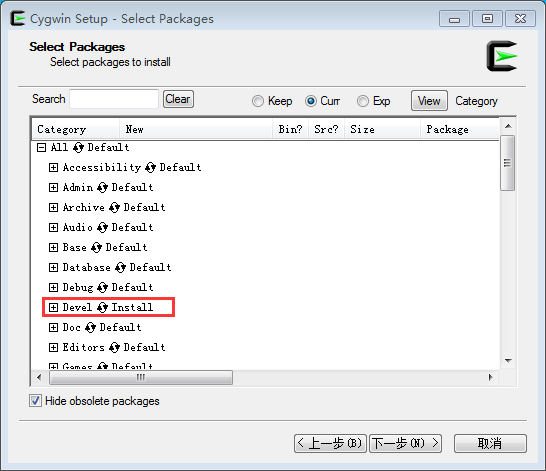 Cygwin Setup - Select Packages
Select Packages
Select packages to install
Search Clear Keep Curr Exp View Category
Category New Bin? Src? Size Package
All Default
Accessibility Default
Admin Default
Archive Default
Audio Default
Base Default
Database Default
Debug Default
Devel Install
Doc Default
Editors Default
Games Default
Hide obsolete packages
< 上一步(B) 下一步(N) > 取消